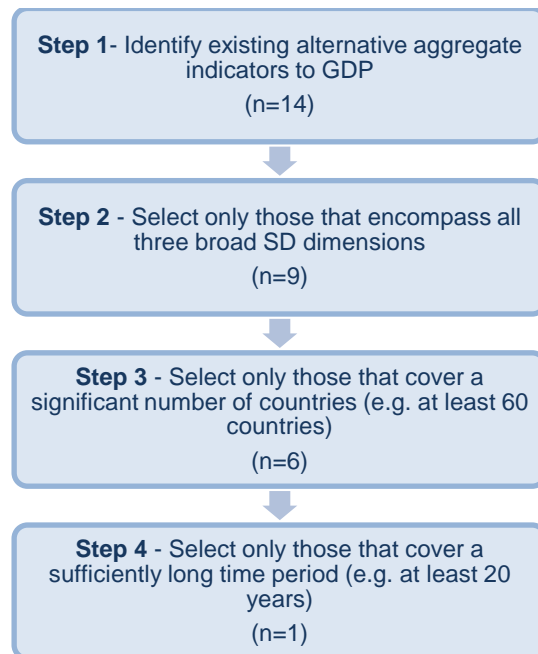 Step 1- Identify existing alternative aggregate
indicators to GDP
(n=14)
Step 2 - Select only those that encompass all
three broad SD dimensions
(n=9)
Step 3 - Select only those that cover a
significant number of countries (e.g. at least 60
countries)
(n=6)
Step 4 - Select only those that cover a
sufficiently long time period (e.g. at least 20
years)
(n=1)